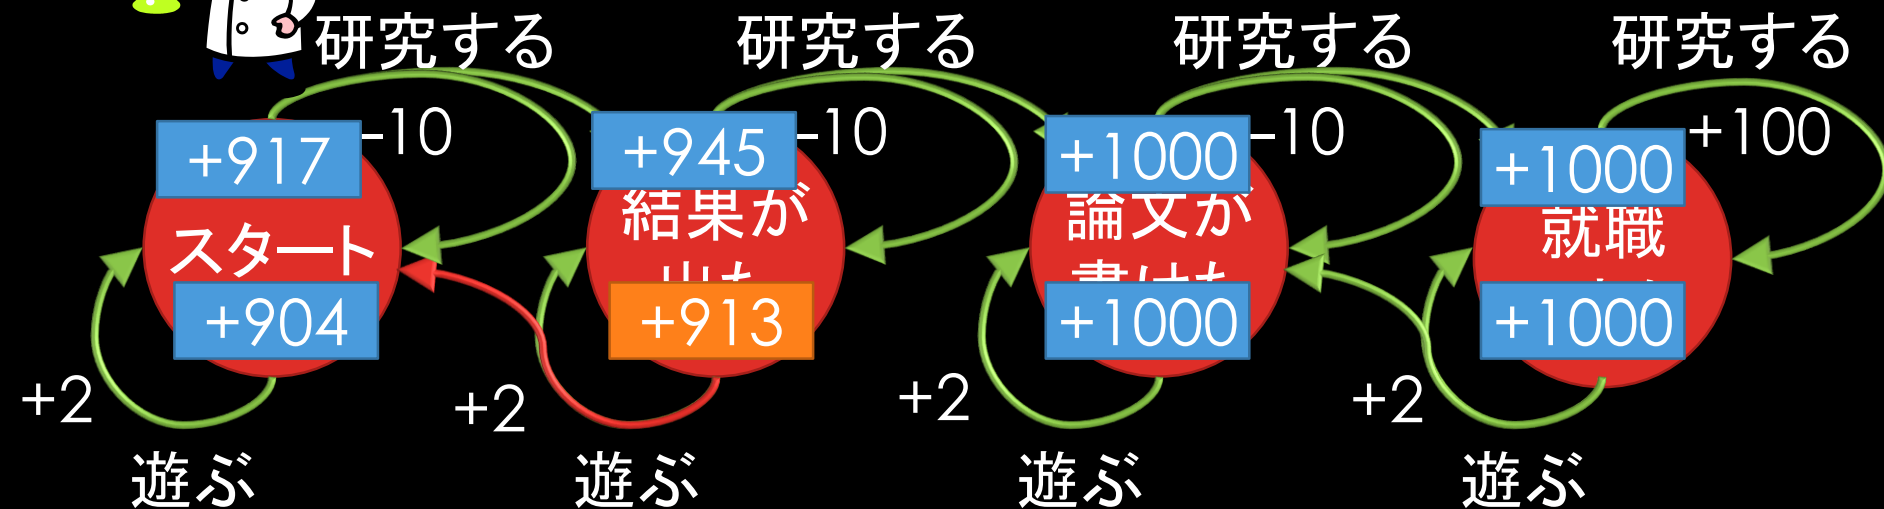 研究する 研究する 研究する 研究する
-10 -10 -10 +100
+917 +945 +1000 +1000
スタート 結果が 論文が 就職
+904 +913 +1000 +1000
+2 +2 +2 +2
遊ぶ 遊ぶ 遊ぶ 遊ぶ